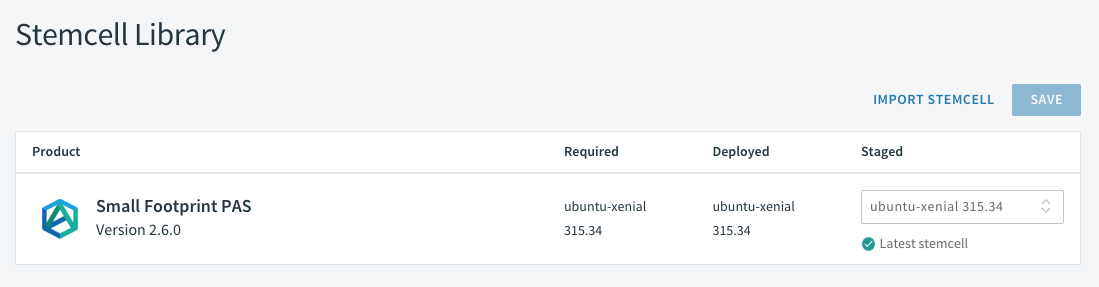 Stemcell Library
IMPORT STEMCELL SAVE
Product Required Deployed Staged
Small Footprint PAS
Version 2.6.0
ubuntu-xenial
315.34
ubuntu-xenial
315.34
ubuntu-xenial 315.34
Latest stemcell